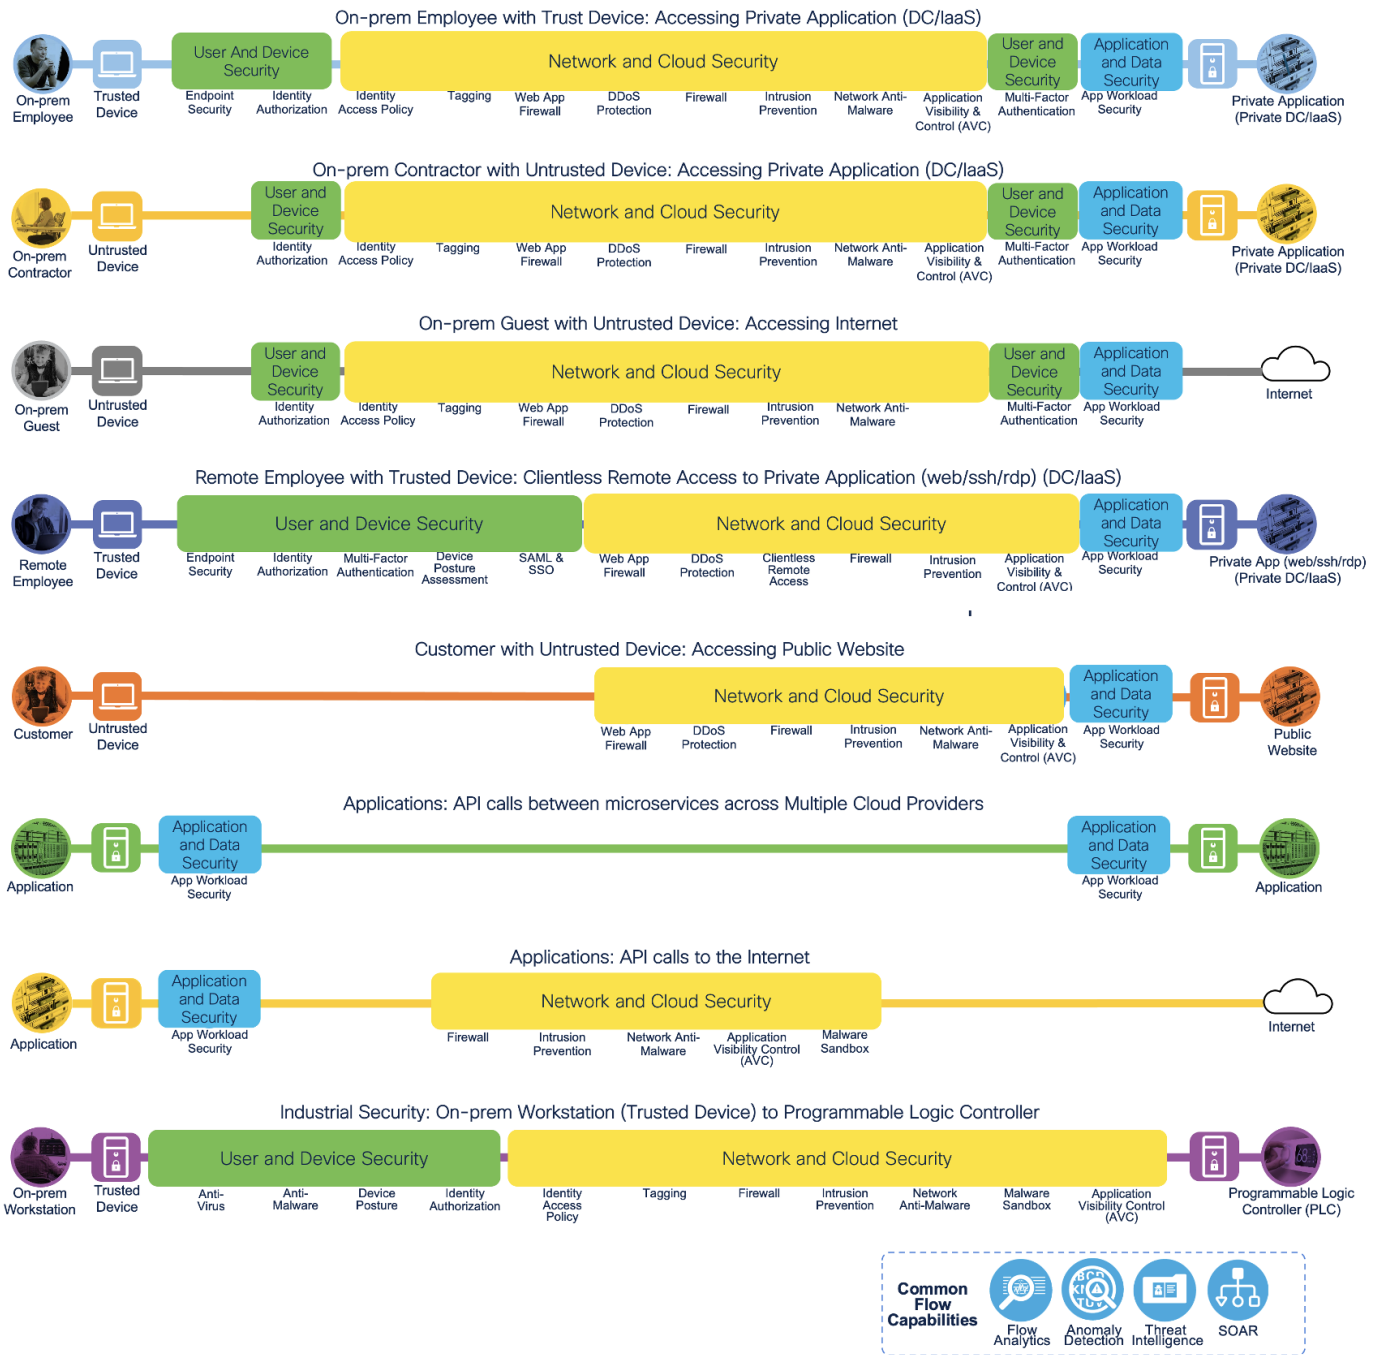 On-prem Employee with Trust Device: Accessing Private Application (DC/IaaS)
User And Device
Security
Network and Cloud Security
User and
Device
Security
Application
and Data
Security
On-prem
Employee
Trusted
Device
Endpoint
Security
Identity
Authorization
Identity
Access Policy
Tagging
Web App
Firewall
DDoS
Protection
Firewall
Intrusion
Prevention
Network Anti-
Malware
Application
Visibility &
Control (AVC)
Multi-Factor
Authentication
App Workload
Security
Private Application
(Private DC/IaaS)
On-prem Contractor with Untrusted Device: Accessing Private Application (DC/IaaS)
User and
Device
Security
Network and Cloud Security
User and
Device
Security
Application
and Data
Security
On-prem
Contractor
Untrusted
Device
Identity
Authorization
Identity
Access Policy
Tagging
Web App
Firewall
DDoS
Protection
Firewall
Intrusion
Prevention
Network Anti-
Malware
Application
Visibility &
Control (AVC)
Multi-Factor
Authentication
App Workload
Security
Private Application
(Private DC/IaaS)
On-prem Guest with Untrusted Device: Accessing Internet
User and
Device
Security
Network and Cloud Security
User and
Device
Security
Application
and Data
Security
On-prem
Guest
Untrusted
Device
Identity
Authorization
Identity
Access Policy
Tagging
Web App
Firewall
DDoS
Protection
Firewall
Intrusion
Prevention
Network Anti-
Malware
Multi-Factor
Authentication
App Workload
Security
Internet
Remote Employee with Trusted Device: Clientless Remote Access to Private Application (web/ssh/rdp) (DC/IaaS)
User and Device Security
Network and Cloud Security
Application
and Data
Security
Remote
Employee
Trusted
Device
Endpoint
Security
Identity
Authorization
Multi-Factor
Authentication
Device
Posture
Assessment
SAML &
SSO
Web App
Firewall
DDoS
Protection
Clientless
Remote
Access
Firewall
Intrusion
Prevention
Application
Visibility &
Control (AVC)
App Workload
Security
Private App (web/ssh/rdp)
(Private DC/IaaS)
Customer with Untrusted Device: Accessing Public Website
Network and Cloud Security
Application
and Data
Security
Customer
Untrusted
Device
Web App
Firewall
DDoS
Protection
Firewall
Intrusion
Prevention
Network Anti-
Malware
Application
Visibility &
Control (AVC)
App Workload
Security
Public
Website
Applications: API calls between microservices across Multiple Cloud Providers
Application
and Data
Security
Application
and Data
Security
Application
App Workload
Security
App Workload
Security
Application
Applications: API calls to the Internet
Application
and Data
Security
Network and Cloud Security
Application
App Workload
Security
Firewall
Intrusion
Prevention
Network Anti-
Malware
Application
Visibility Control
(AVC)
Malware
Sandbox
Internet
Industrial Security: On-prem Workstation (Trusted Device) to Programmable Logic Controller
User and Device Security
Network and Cloud Security
On-prem
Workstation
Trusted
Device
Anti-
Virus
Anti-
Malware
Device
Posture
Identity
Authorization
Identity
Access
Policy
Tagging
Firewall
Intrusion
Prevention
Network
Anti-Malware
Malware
Sandbox
Application
Visibility Control
(AVC)
Programmable Logic
Controller (PLC)
Common
Flow
Capabilities
Flow
Analytics
Anomaly
Detection
Threat
Intelligence
SOAR